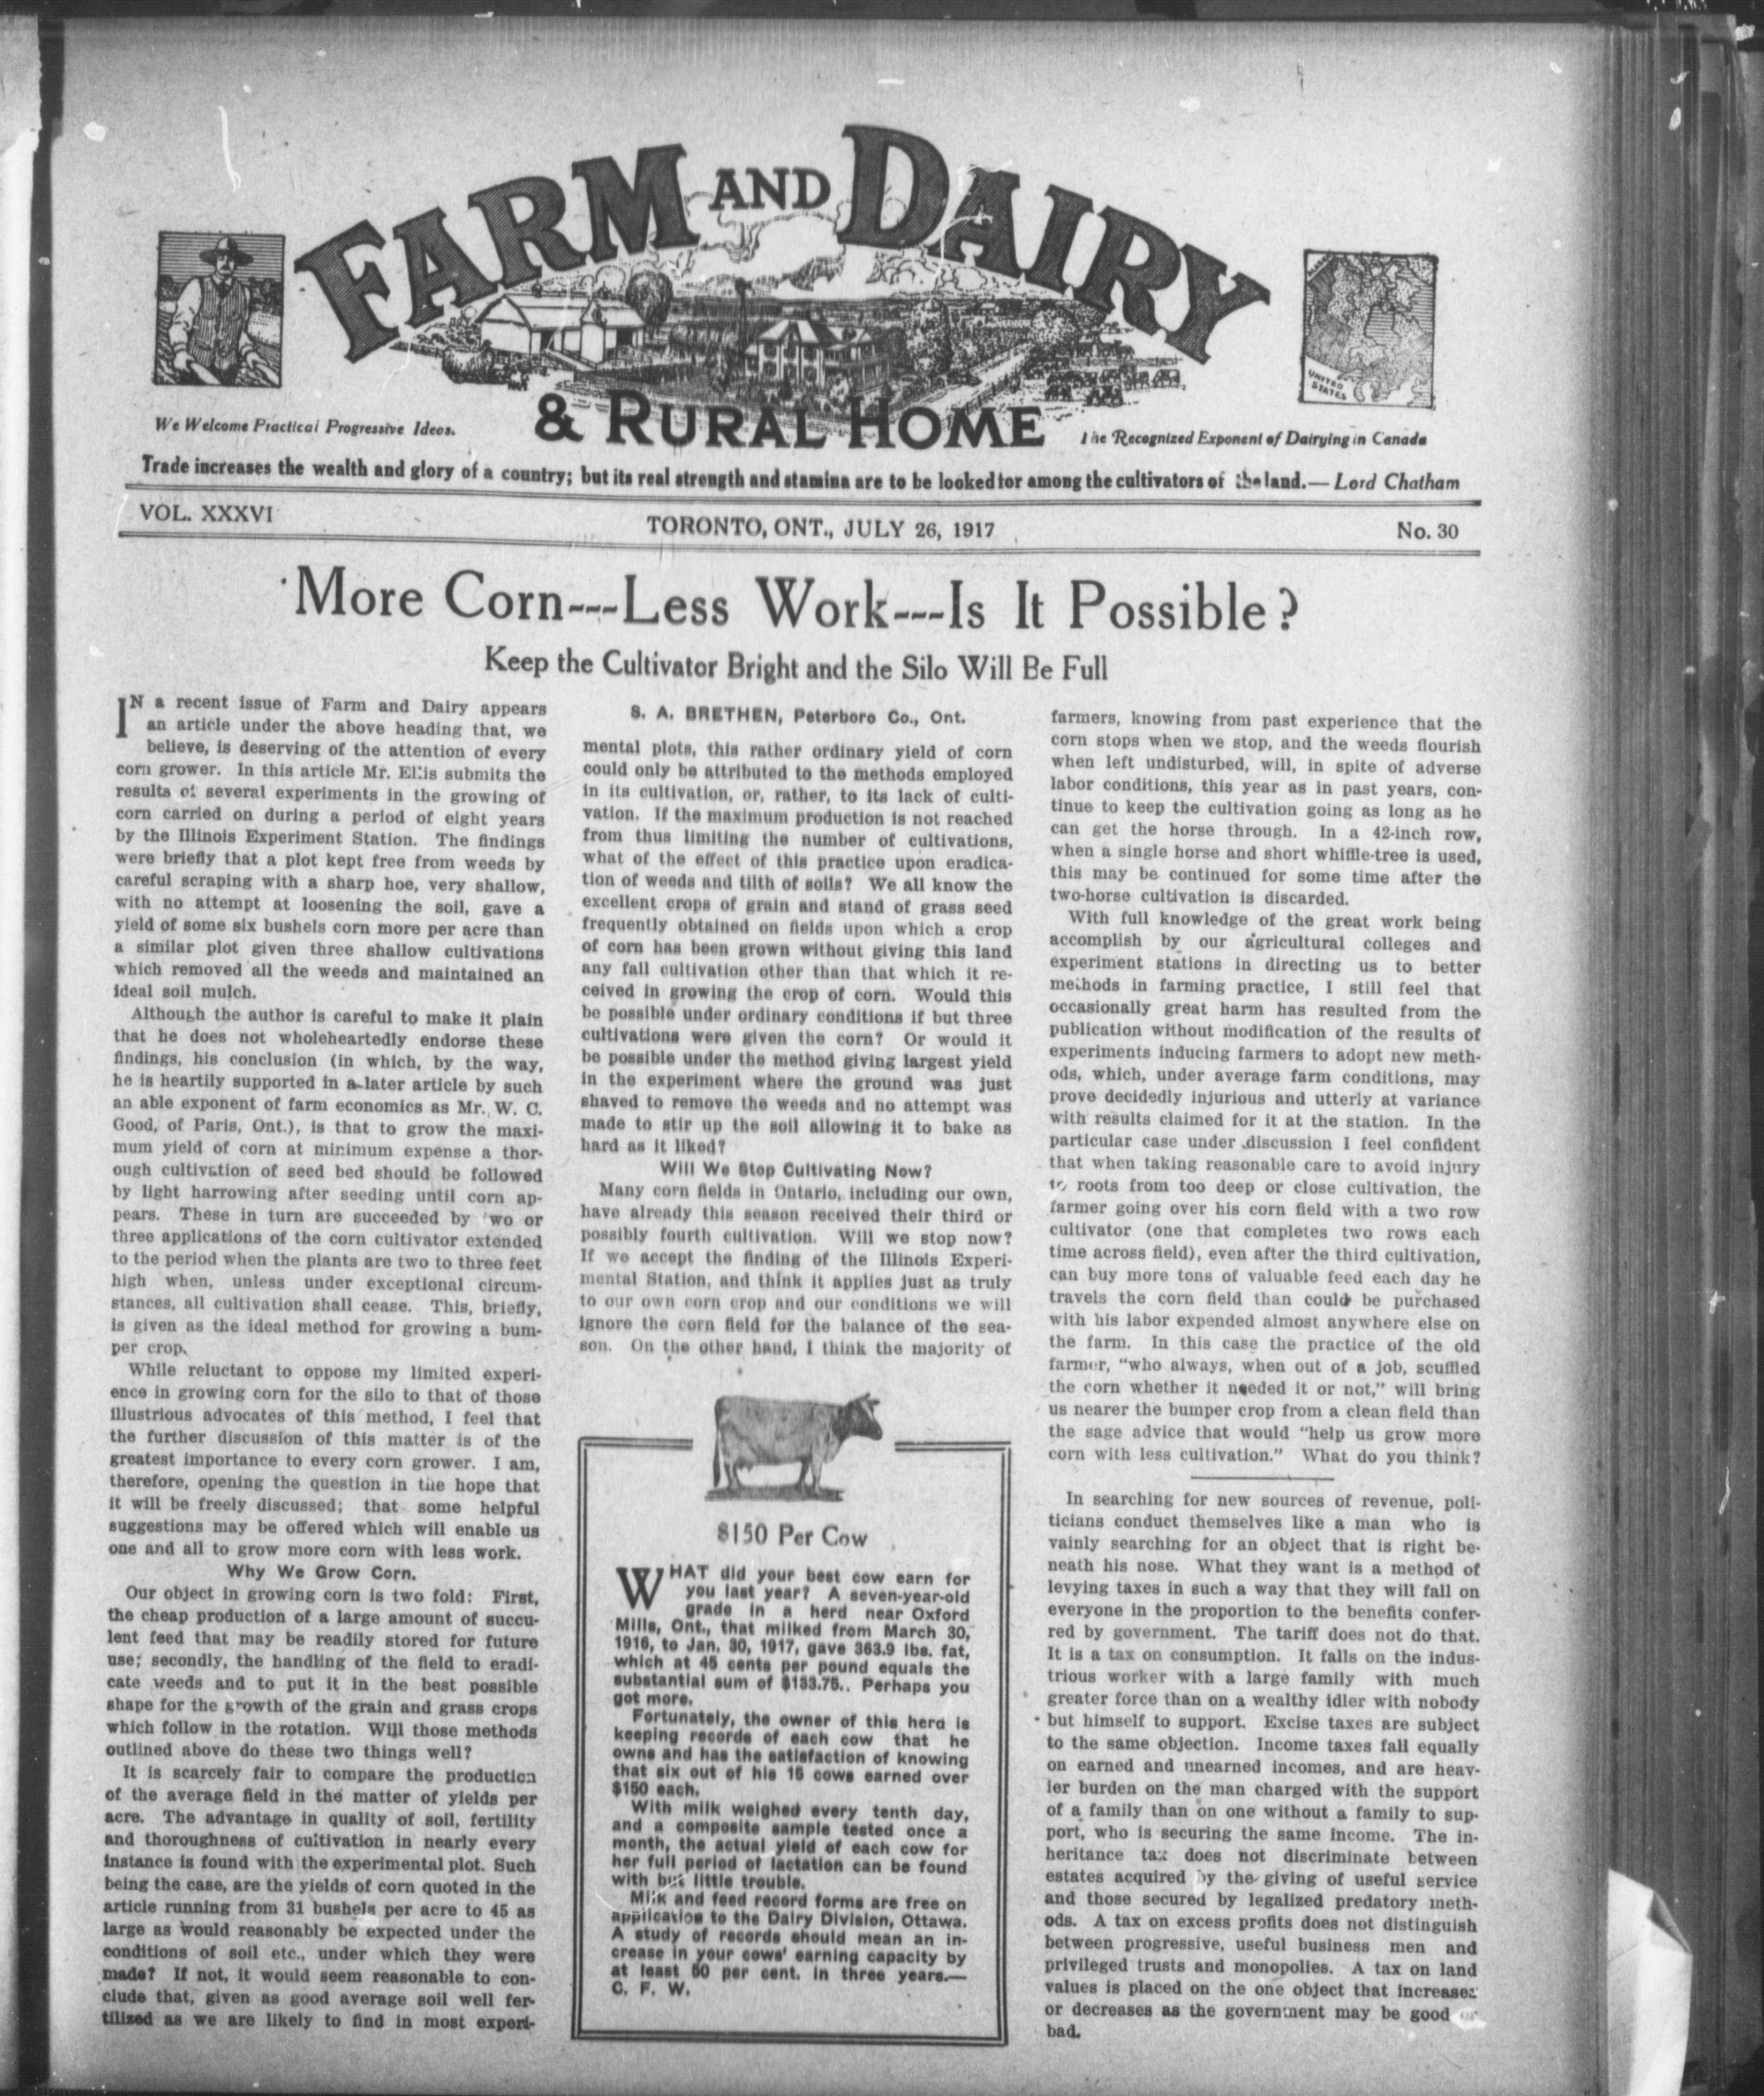 FARM AND DAIRY
& RURAL HOME
UNITED
STATES
We Welcome Practical Progressive Ideas.
The Recognized Exponent of Dairying in Canada
Trade increases the wealth and glory of a country; but its real strength and stamina are to be looked for among the cultivators of the land.— Lord Chatham
VOL. XXXVI
TORONTO, ONT., JULY 26, 1917
No. 30
More Corn---Less Work---Is It Possible?
Keep the Cultivator Bright and the Silo Will Be Full
IN a recent issue of Farm and Dairy appears
an article under the above heading that, we
believe, is deserving of the attention of every
corn grower. In this article Mr. Ellis submits the
results of several experiments in the growing of
corn carried on during a period of eight years
by the Illinois Experiment Station. The findings
were briefly that a plot kept free from weeds by
careful scraping with a sharp hoe, very shallow,
with no attempt at loosening the soil, gave a
yield of some six bushels corn more per acre than
a similar plot given three shallow cultivations
which removed all the weeds and maintained an
ideal soil mulch.
Although the author is careful to make it plain
that he does not wholeheartedly endorse these
findings, his conclusion (in which, by the way,
he is heartily supported in a later article by such
an able exponent of farm economics as Mr. W. C.
Good, of Paris, Ont.), is that to grow the maxi-
mum yield of corn at minimum expense a thor-
ough cultivation of seed bed should be followed
by light harrowing after seeding until corn ap-
pears. These in turn are succeeded by two or
three applications of the corn cultivator extended
to the period when the plants are two to three feet
high when, unless under exceptional circum-
stances, all cultivation shall cease. This, briefly,
is given as the ideal method for growing a bum-
per crop.
While reluctant to oppose my limited experi-
ence in growing corn for the silo to that of those
illustrious advocates of this method, I feel that
the further discussion of this matter is of the
greatest importance to every corn grower. I am,
therefore, opening the question in the hope that
it will be freely discussed; that some helpful
suggestions may be offered which will enable us
one and all to grow more corn with less work.
Why We Grow Corn.
Our object in growing corn is two fold: First,
the cheap production of a large amount of succu-
lent feed that may be readily stored for future
use; secondly, the handling of the field to eradi-
cate weeds and to put it in the best possible
shape for the growth of the grain and grass crops
which follow in the rotation. Will those methods
outlined above do these two things well?
It is scarcely fair to compare the production
of the average field in the matter of yields per
acre. The advantage in quality of soil, fertility
and thoroughness of cultivation in nearly every
instance is found with the experimental plot. Such
being the case, are the yields of corn quoted in the
article running from 31 bushels per acre to 45 as
large as would reasonably be expected under the
conditions of soil etc., under which they were
made? If not, it would seem reasonable to con-
clude that, given as good average soil well fer-
tilized as we are likely to find in most experi-
S. A. BRETHEN, Peterboro Co., Ont.
mental plots, this rather ordinary yield of corn
could only be attributed to the methods employed
in its cultivation, or, rather, to its lack of culti-
vation. If the maximum production is not reached
from thus limiting the number of cultivations,
what of the effect of this practice upon eradica-
tion of weeds and tilth of soils? We all know the
excellent crops of grain and stand of grass seed
frequently obtained on fields upon which a crop
of corn has been grown without giving this land
any fall cultivation other than that which it re-
ceived in growing the crop of corn. Would this
be possible under ordinary conditions if but three
cultivations were given the corn? Or would it
be possible under the method giving largest yield
in the experiment where the ground was just
shaved to remove the weeds and no attempt was
made to stir up the soil allowing it to bake as
hard as it liked?
Will We Stop Cultivating Now?
Many corn fields in Ontario, including our own,
have already this season received their third or
possibly fourth cultivation. Will we stop now?
If we accept the finding of the Illinois Experi-
mental Station, and think it applies just as truly
to our own corn crop and our conditions we will
ignore the corn field for the balance of the sea-
son. On the other hand, I think the majority of
$150 Per Cow
WHAT did your best cow earn for
you last year? A seven-year-old
grade in a herd near Oxford
Mills, Ont., that milked from March 30,
1916, to Jan. 30, 1917, gave 363.9 lbs. fat,
which at 45 cents per pound equals the
substantial sum of $163.75.. Perhaps you
got more.
Fortunately, the owner of this herd is
keeping records of each cow that he
owns and has the satisfaction of knowing
that six out of his 15 cows earned over
$150 each.
With milk weighed every tenth day,
and a composite sample tested once a
month, the actual yield of each cow for
her full period of lactation can be found
with but little trouble.
Milk and feed record forms are free on
application to the Dairy Division, Ottawa.
A study of records should mean an in-
crease in your cows' earning capacity by
at least 50 per cent. in three years.—
C. F. W.
farmers, knowing from past experience that the
corn stops when we stop, and the weeds flourish
when left undisturbed, will, in spite of adverse
labor conditions, this year as in past years, con-
tinue to keep the cultivation going as long as he
can get the horse through. In a 42-inch row,
when a single horse and short whiffle-tree is used,
this may be continued for some time after the
two-horse cultivation is discarded.
With full knowledge of the great work being
accomplish by our agricultural colleges and
experiment stations in directing us to better
methods in farming practice, I still feel that
occasionally great harm has resulted from the
publication without modification of the results of
experiments inducing farmers to adopt new meth-
ods, which, under average farm conditions, may
prove decidedly injurious and utterly at variance
with results claimed for it at the station. In the
particular case under discussion I feel confident
that when taking reasonable care to avoid injury
to roots from too deep or close cultivation, the
farmer going over his corn field with a two row
cultivator (one that completes two rows each
time across field), even after the third cultivation,
can buy more tons of valuable feed each day he
travels the corn field than could be purchased
with his labor expended almost anywhere else on
the farm. In this case the practice of the old
farmer, "who always, when out of a job, scuffled
the corn whether it needed it or not," will bring
us nearer the bumper crop from a clean field than
the sage advice that would "help us grow more
corn with less cultivation." What do you think?
In searching for new sources of revenue, poli-
ticians conduct themselves like a man who is
vainly searching for an object that is right be-
neath his nose. What they want is a method of
levying taxes in such a way that they will fall on
everyone in the proportion to the benefits confer-
red by government. The tariff does not do that.
It is a tax on consumption. It falls on the indus-
trious worker with a large family with much
greater force than on a wealthy idler with nobody
but himself to support. Excise taxes are subject
to the same objection. Income taxes fall equally
on earned and unearned incomes, and are heav-
ier burden on the man charged with the support
of a family than on one without a family to sup-
port, who is securing the same income. The in-
heritance tax does not discriminate between
estates acquired by the giving of useful service
and those secured by legalized predatory meth-
ods. A tax on excess profits does not distinguish
between progressive, useful business men and
privileged trusts and monopolies. A tax on land
values is placed on the one object that increases
or decreases as the government may be good or
bad.